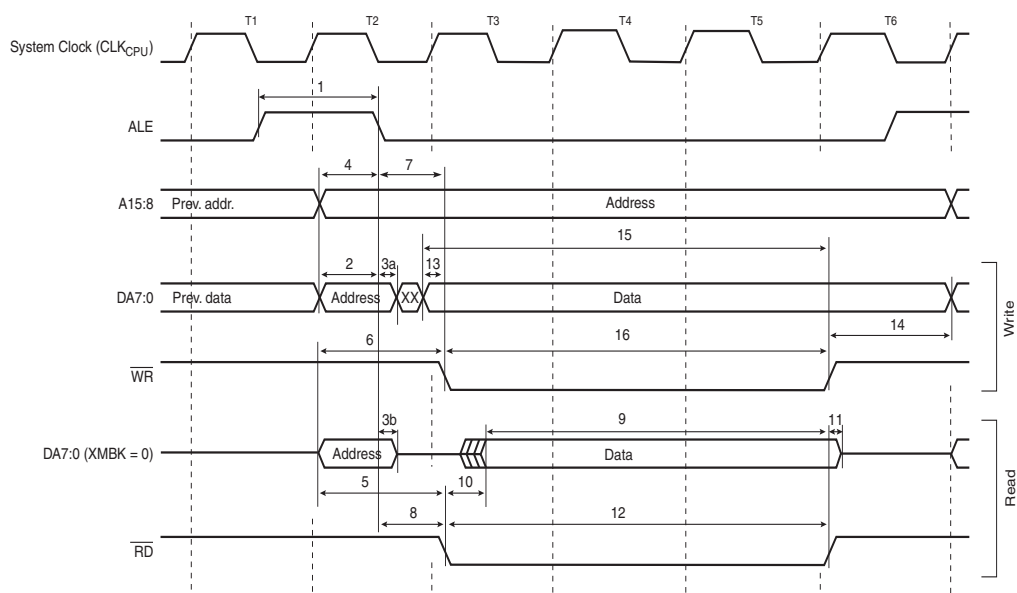 T1 T2 T3 T4 T5 T6
System Clock (CLKCPU)
1
ALE
4 7
A15:8 Prev. addr. Address
15
2 3a 13
DA7:0 Prev. data Address XX Data
14
6 16
WR
Write
3b 9 11
DA7:0 (XMBK = 0) Address Data
5 10
8 12
RD
Read